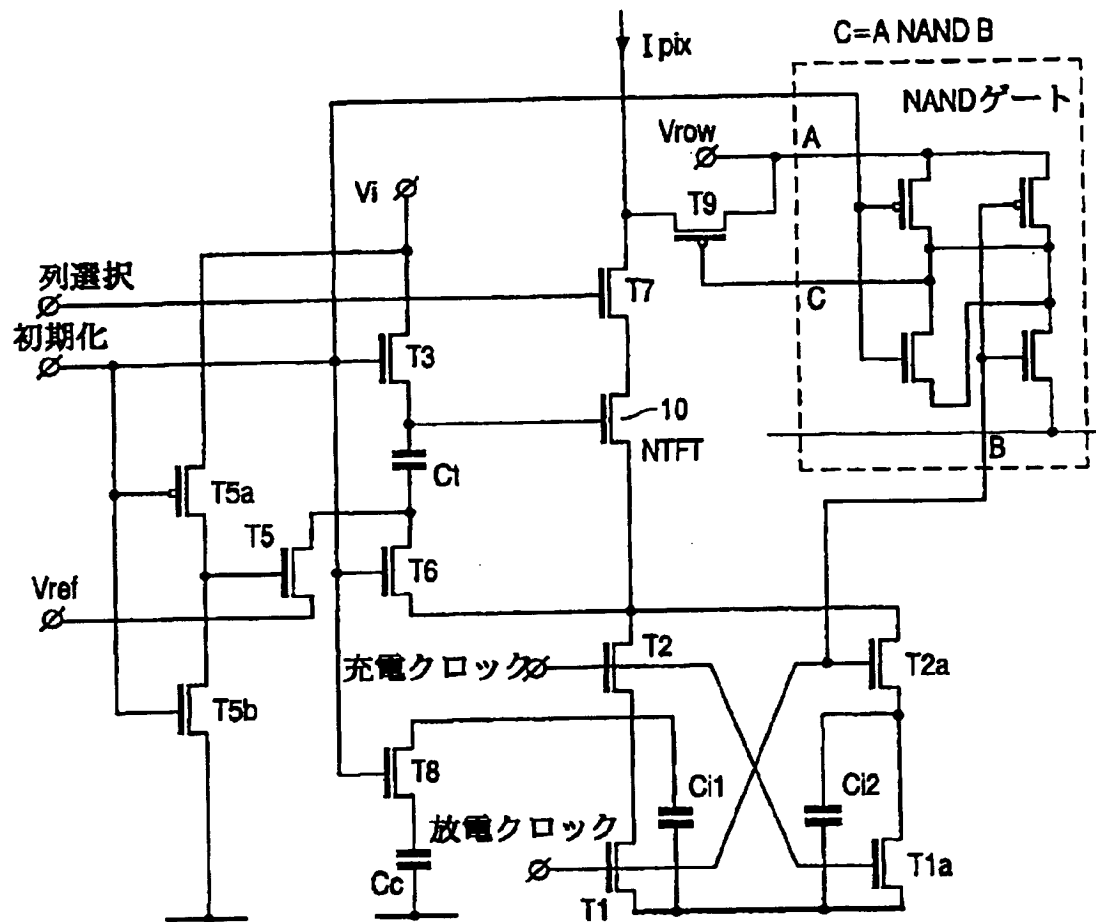 C=A NAND B
I pix
NANDゲート
Vrow
A
Vi
T9
列選択
T7
C
初期化
T3
10
NTFT
B
Ct
T5a
T5
T6
Vref
充電クロック
T2
T2a
T5b
T8
Ci1
Ci2
放電クロック
Cc
T1
T1a